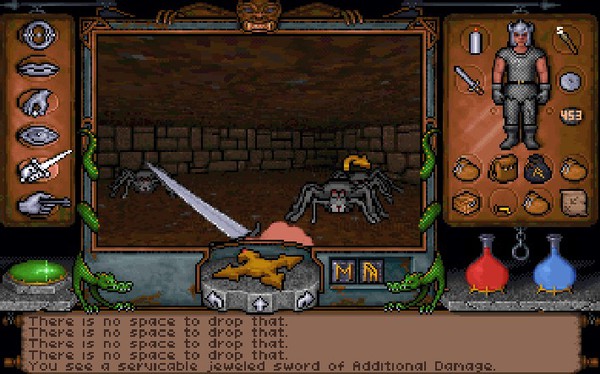 453
There is no space to drop that.
There is no space to drop that.
There is no space to drop that.
There is no space to drop that.
You see a servicable jeweled sword of Additional Damage.